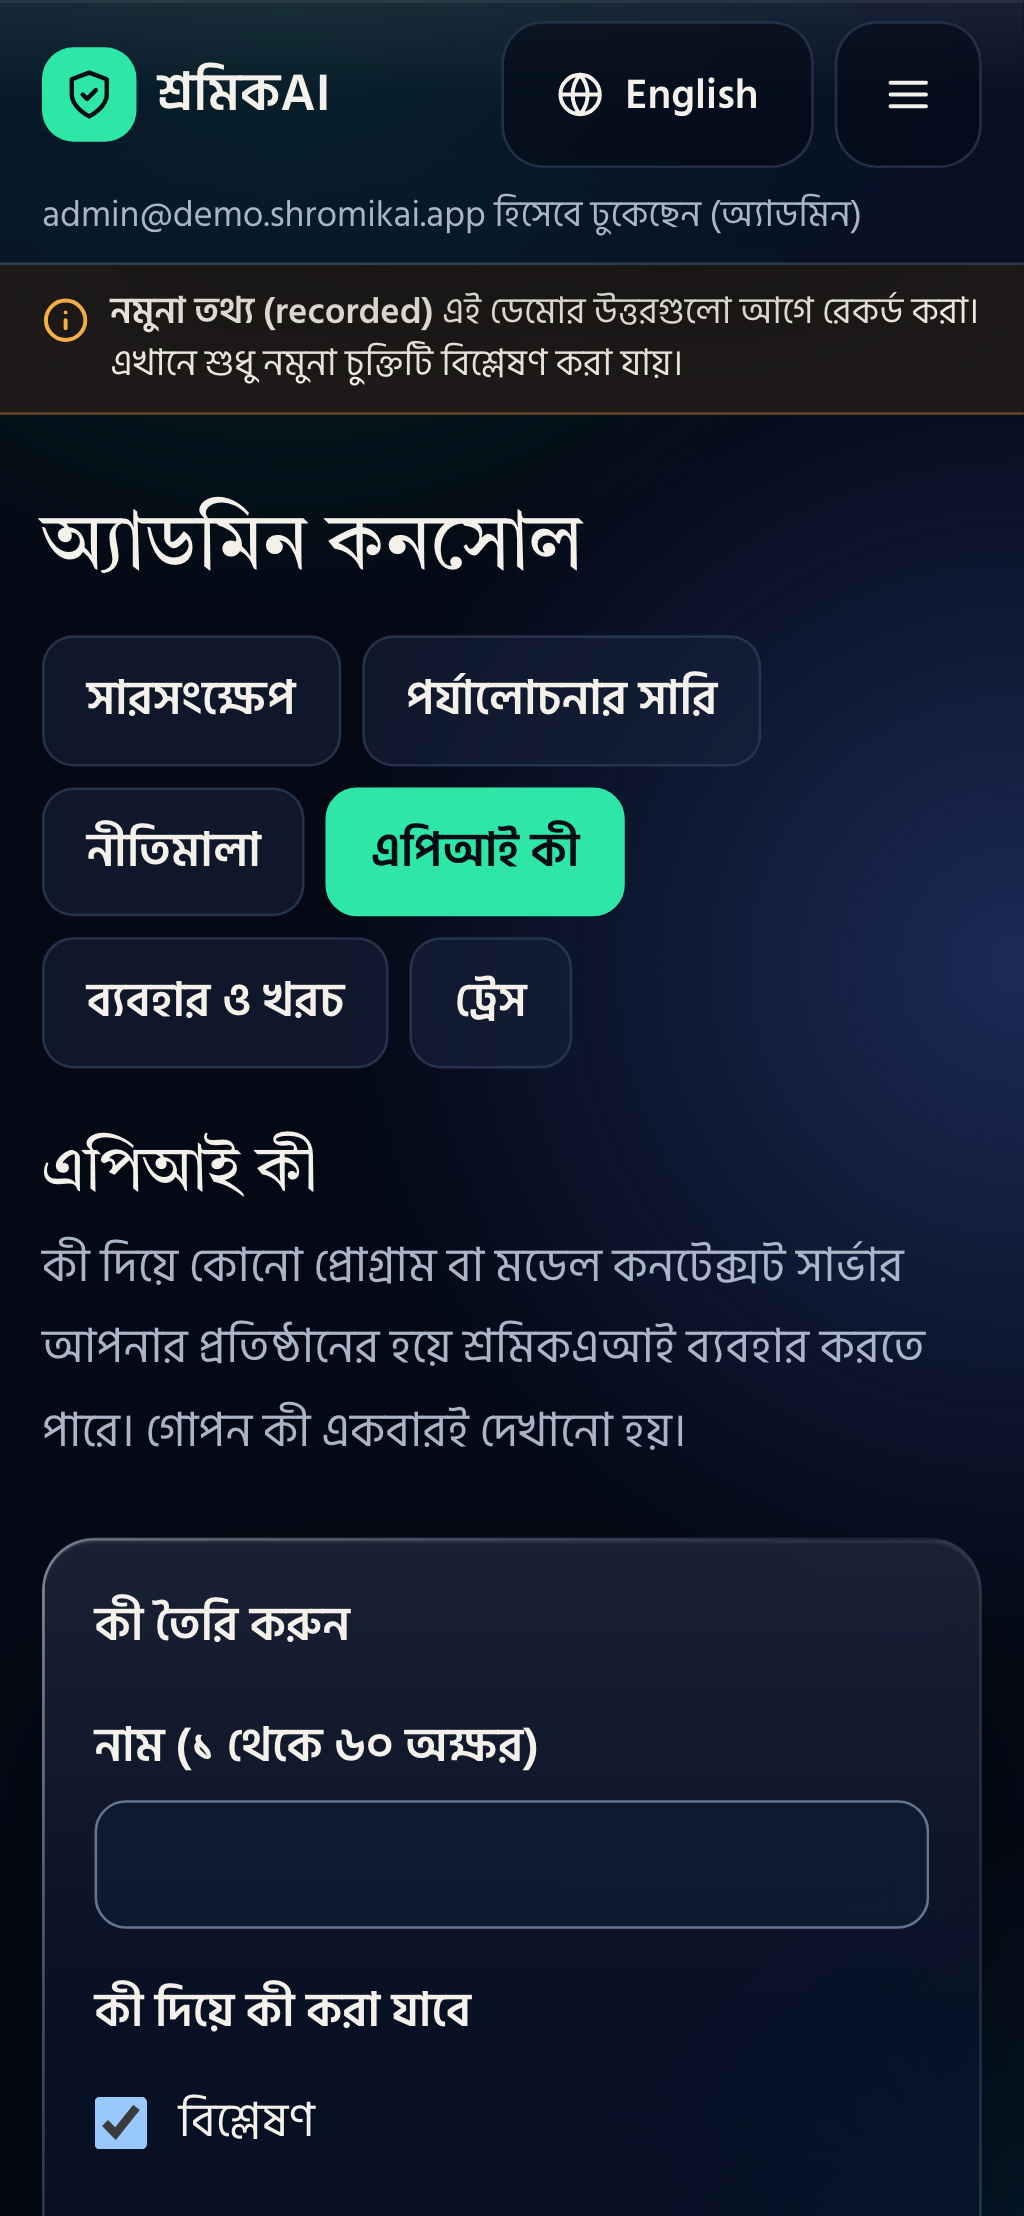 শ্রমিকAI
English
admin@demo.shromikai.app হিসেবে ঢুকেছেন (অ্যাডমিন)
নমুনা তথ্য (recorded) এই ডেমোর উত্তরগুলো আগে রেকর্ড করা।
এখানে শুধু নমুনা চুক্তিটি বিশ্লেষণ করা যায়।
অ্যাডমিন কনসোল
সারসংক্ষেপ
পর্যালোচনার সারি
নীতিমালা
এপিআই কী
ব্যবহার ও খরচ
ট্রেস
এপিআই কী
কী দিয়ে কোনো প্রোগ্রাম বা মডেল কনটেক্সট সার্ভার
আপনার প্রতিষ্ঠানের হয়ে শ্রমিকএআই ব্যবহার করতে
পারে। গোপন কী একবারই দেখানো হয়।
কী তৈরি করুন
নাম (১ থেকে ৬০ অক্ষর)
কী দিয়ে কী করা যাবে
বিশ্লেষণ